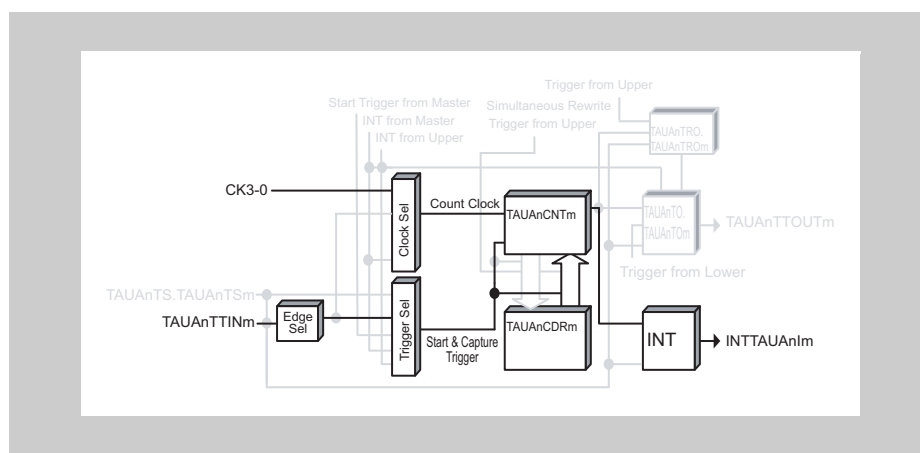 Trigger from Upper
Start Trigger from Master
Simultaneous Rewrite
INT from Master
Trigger from Upper
INT from Upper
TAUAnTRO.
TAUAnTROm
CK3-0
Clock Sel
Count Clock
TAUAnCNTm
TAUAnTO.
TAUAnTOm
TAUAnTTOUTm
Trigger from Lower
TAUAnTS.TAUAnTSm
TAUAnTTINm
Edge
Sel
Trigger Sel
Start & Capture
Trigger
TAUAnCDRm
INT
INTTAUAnIm